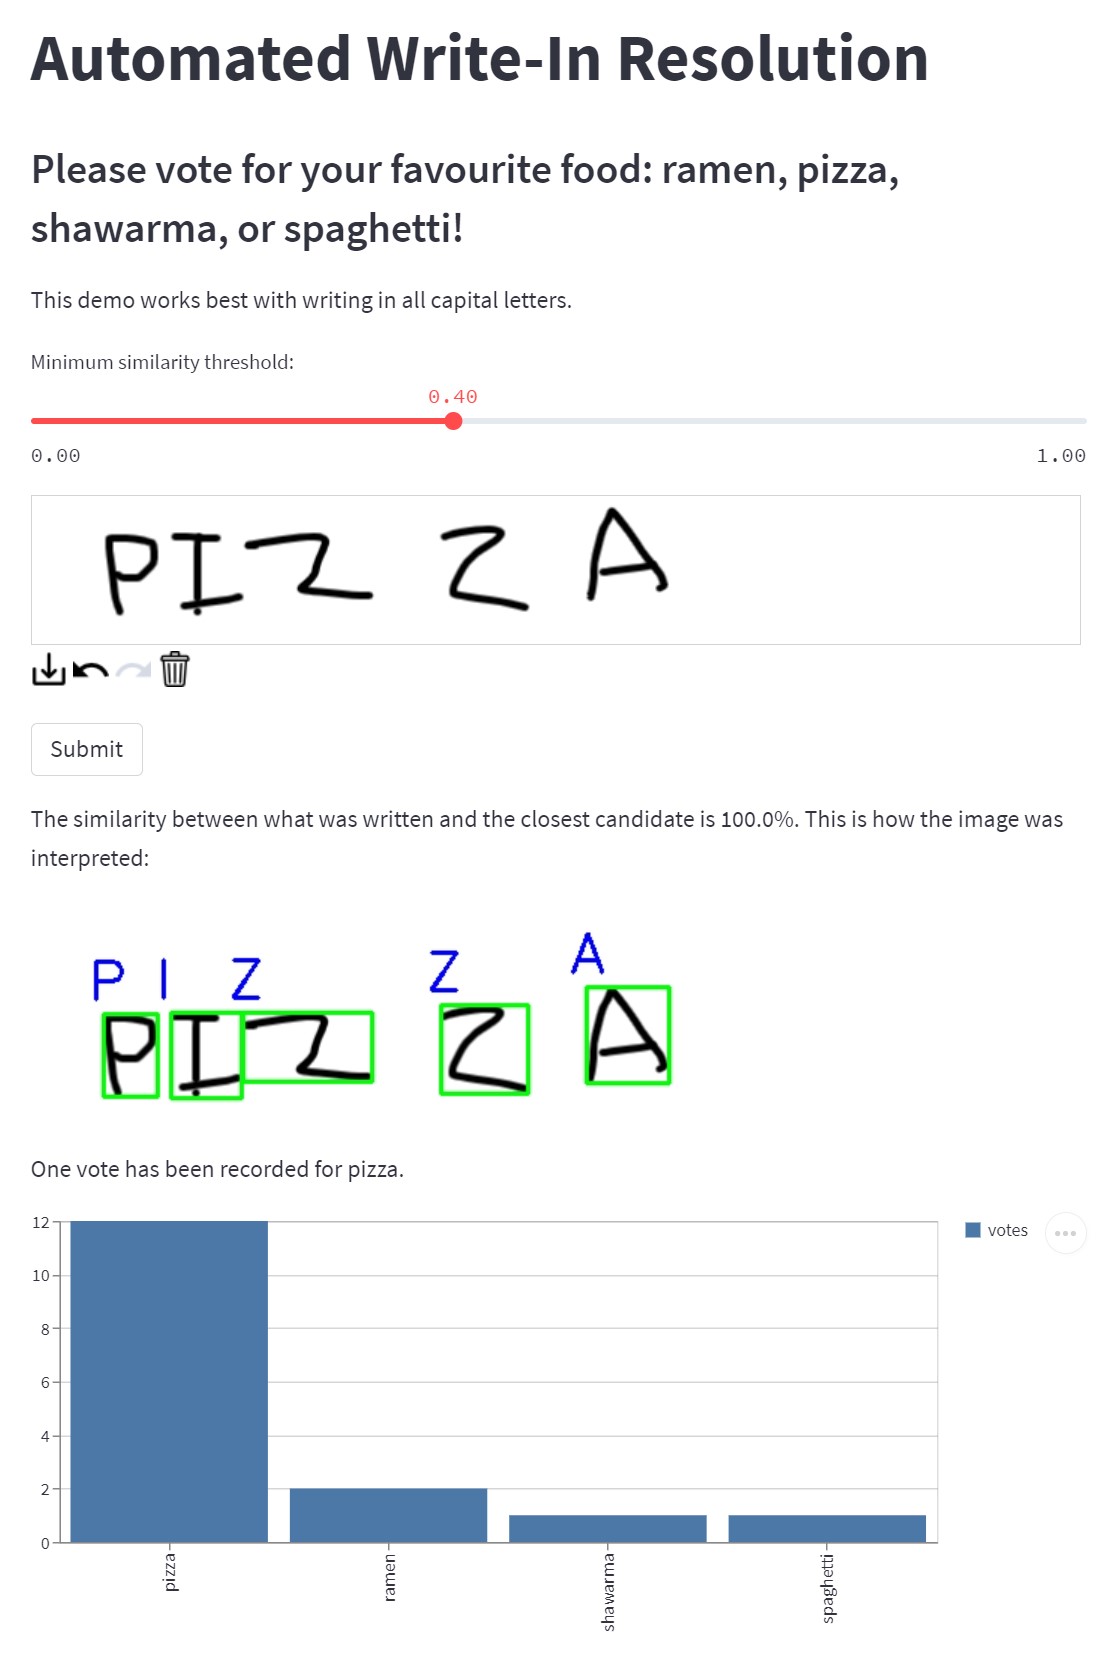 Automated Write-In Resolution
Please vote for your favourite food: ramen, pizza,
shawarma, or spaghetti!
This demo works best with writing in all capital letters.
Minimum similarity threshold:
0.40
0.00 1.00
PIZZA
Submit
The similarity between what was written and the closest candidate is 100.0%. This is how the image was
interpreted:
P I Z Z A
PIZZA
One vote has been recorded for pizza.
12
10
8
6
4
2
0
votes
pizza ramen shawarma spaghetti